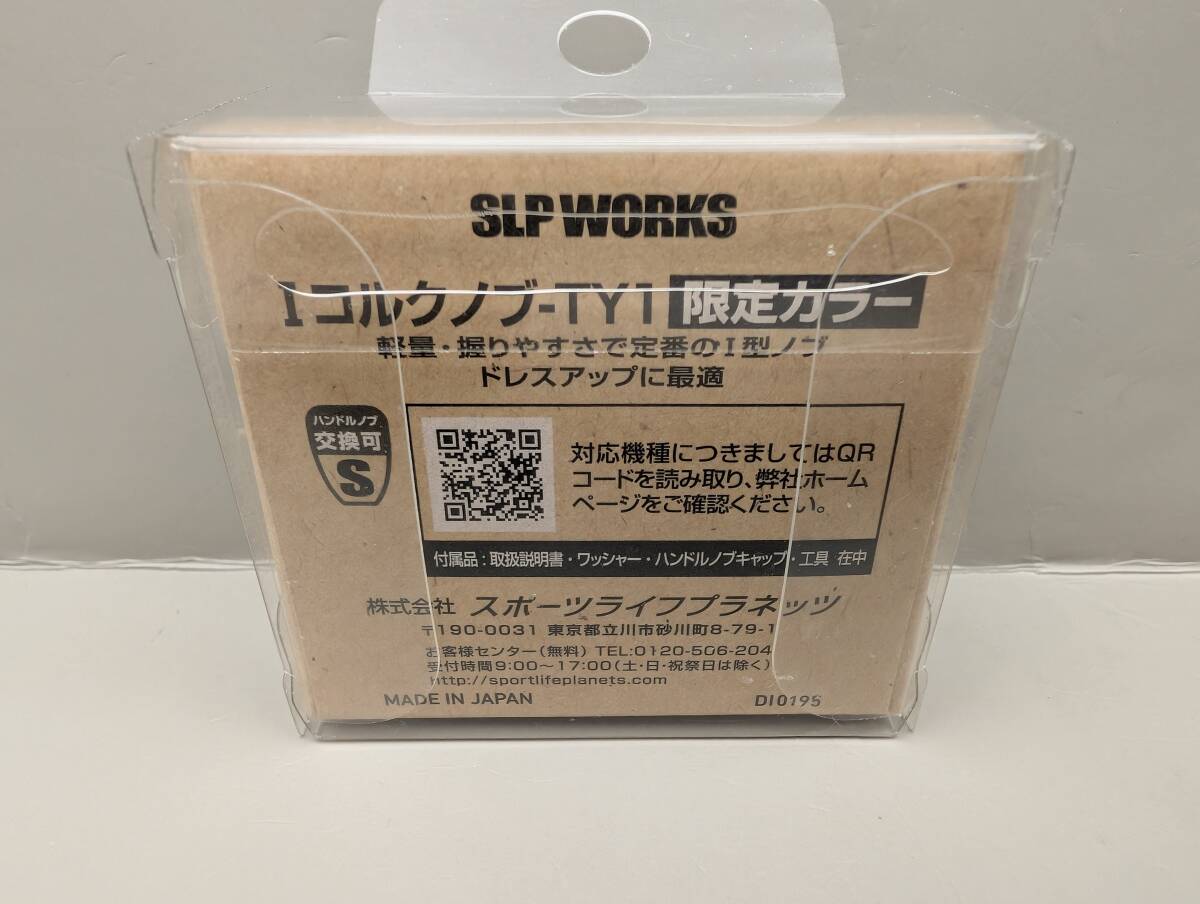 SLP WORKS
Iコルクノブ-TY1 限定カラー
軽量・握りやすさで定番のI型ノブ
ドレスアップに最適
ハンドルノブ
交換可
S
対応機種につきましてはQR
コードを読み取り、弊社ホーム
ページをご確認ください。
付属品：取扱説明書・ワッシャー・ハンドルノブキャップ・工具 在中
株式会社 スポーツライフプラネッツ
〒190-0031 東京都立川市砂川町8-79-1
お客様センター(無料) TEL:0120-506-204
受付時間9:00〜17:00(土・日・祝祭日は除く)
http://sportlifeplanets.com
MADE IN JAPAN
DI0195